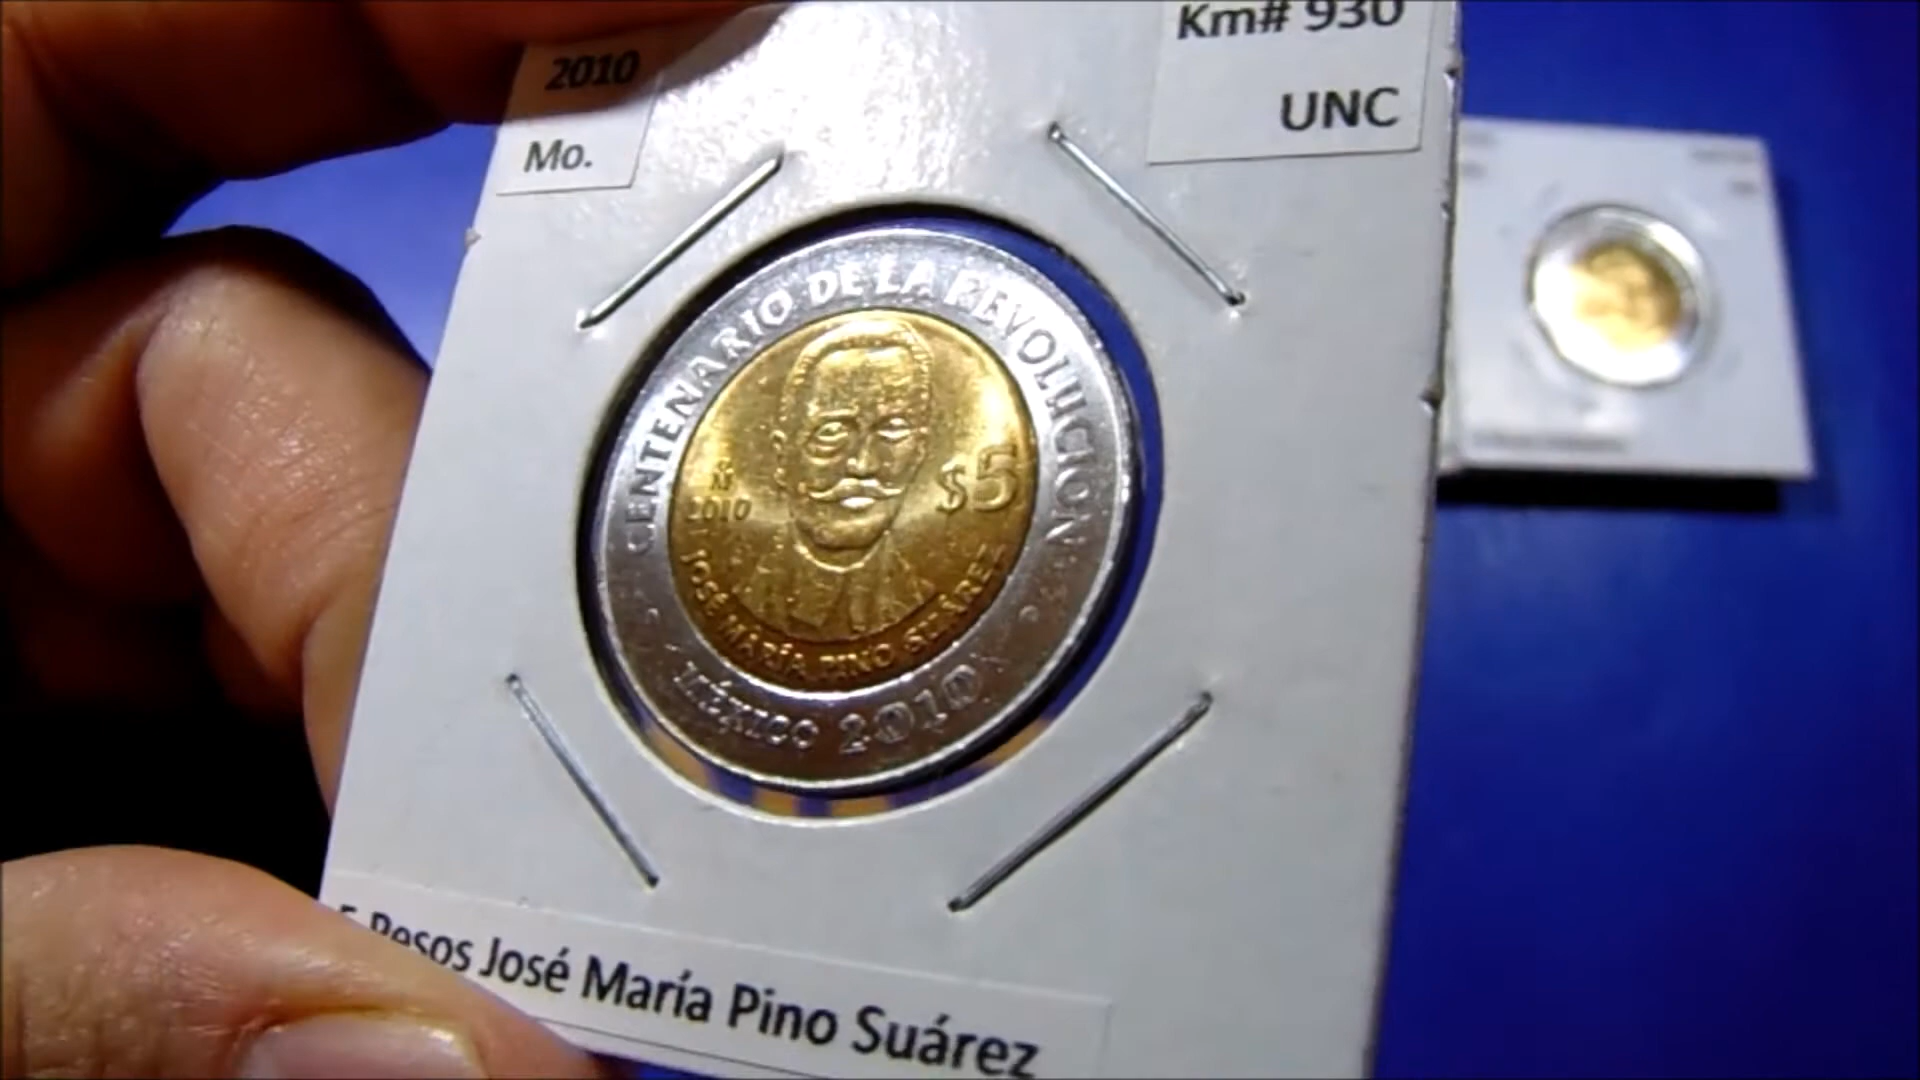 2010
Mo.
Km# 930
UNC
CENTENARIO DE LA REVOLUCIÓN
$5
2010
JOSÉ MARÍA PINO SUÁREZ
MÉXICO 2010
5 Pesos José María Pino Suárez